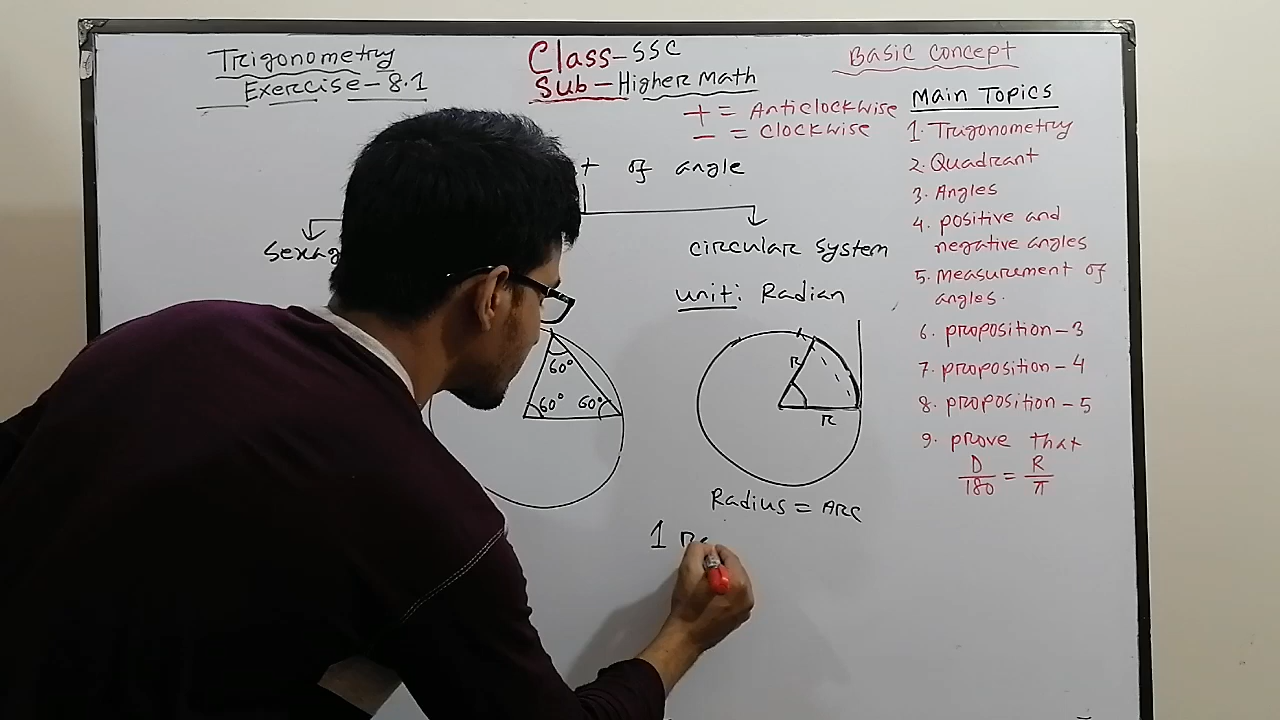 Trigonometry
Exercise-8.1
Class-SSC
Sub-Higher Math
Basic Concept
+ = Anticlockwise
- = Clockwise
of angle
circular system
unit: Radian
60°
60° 60°
R
R
Radius = ARC
1
Main Topics
1. Trigonometry
2. Quadrant
3. Angles
4. positive and
negative angles
5. Measurement of
angles.
6. proposition-3
7. proposition-4
8. proposition-5
9. prove that
D/180 = R/π